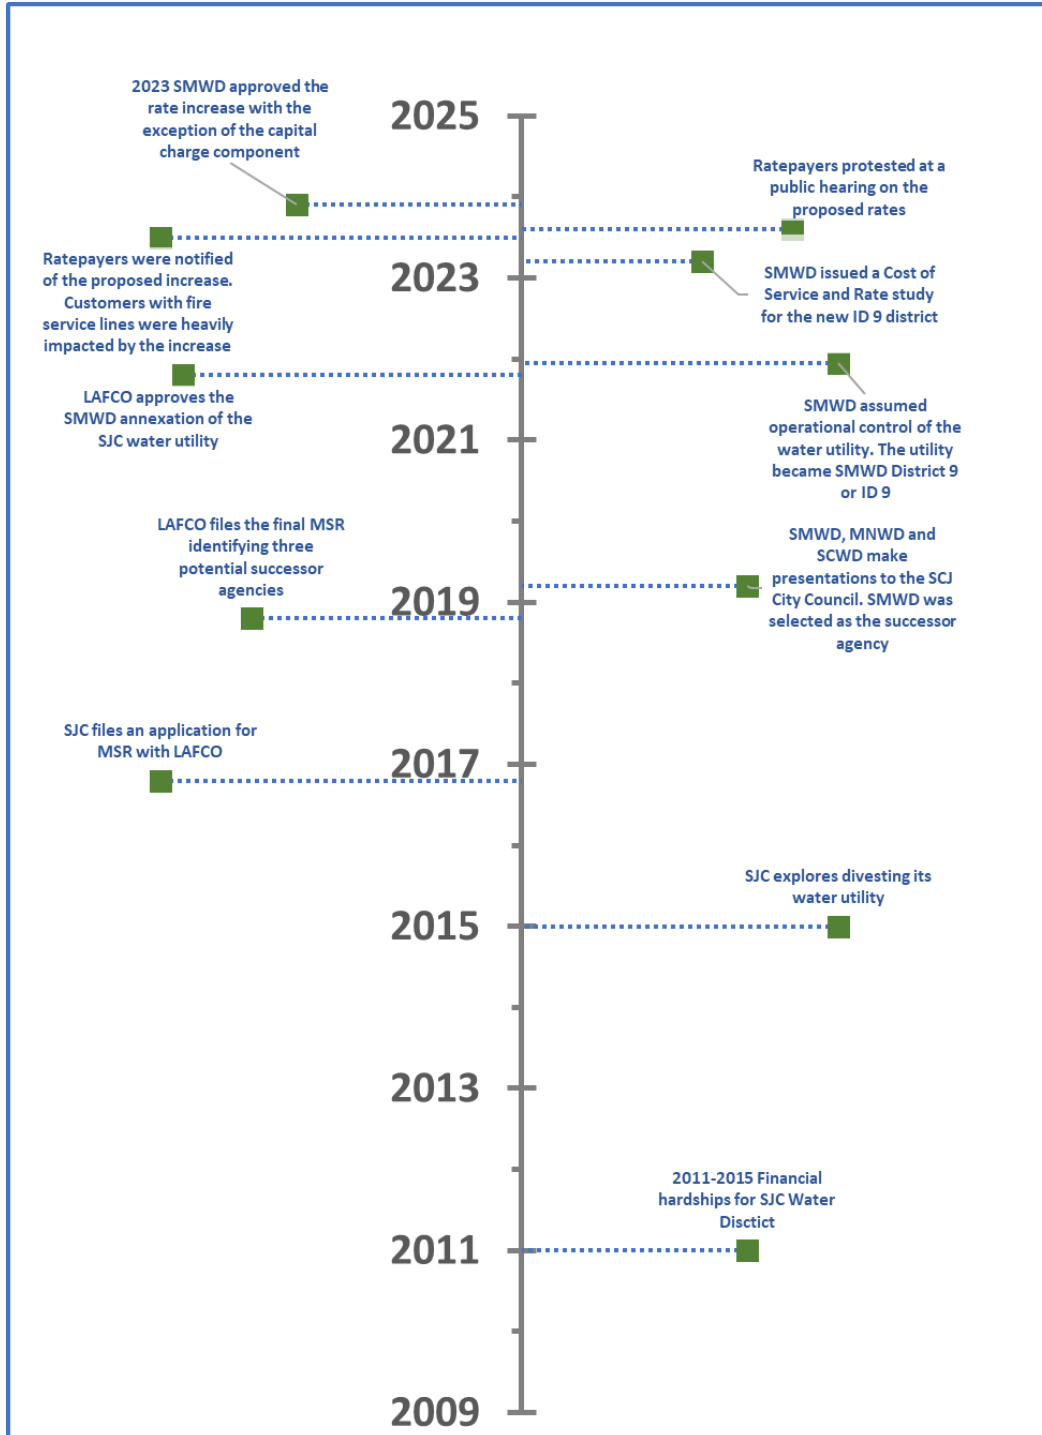 2023 SMWD approved the
rate increase with the
exception of the capital
charge component
2025
Ratepayers protested at a
public hearing on the
proposed rates
Ratepayers were notified
of the proposed increase.
Customers with fire
service lines were heavily
impacted by the increase
2023
SMWD issued a Cost of
Service and Rate study
for the new ID 9 district
LAFCO approves the
SMWD annexation of the
SJC water utility
2021
SMWD assumed
operational control of the
water utility. The utility
became SMWD District 9
or ID 9
LAFCO files the final MSR
identifying three
potential successor
agencies
2019
SMWD, MNWD and
SCWD make
presentations to the SCJ
City Council. SMWD was
selected as the successor
agency
SJC files an application for
MSR with LAFCO
2017
SJC explores divesting its
water utility
2015
2013
2011-2015 Financial
hardships for SJC Water
Disctict
2011
2009